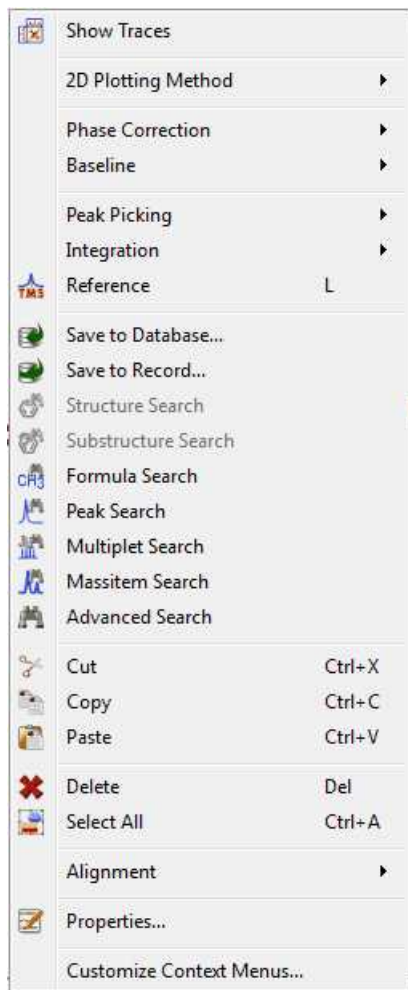 Show Traces
2D Plotting Method
Phase Correction
Baseline
Peak Picking
Integration
TMS Reference L
Save to Database...
Save to Record...
Structure Search
Substructure Search
CH3 Formula Search
Peak Search
Multiplet Search
Massitem Search
Advanced Search
Cut Ctrl+X
Copy Ctrl+C
Paste Ctrl+V
Delete Del
Select All Ctrl+A
Alignment
Properties...
Customize Context Menus...